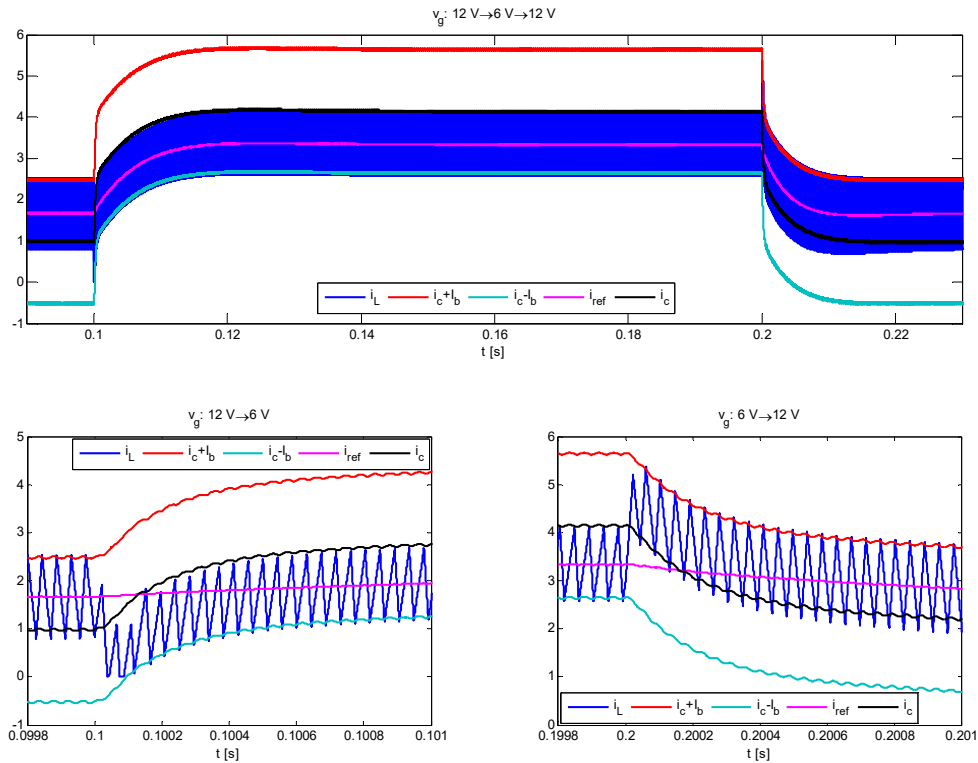 v_g: 12 V→6 V→12 V
6
5
4
3
2
1
0
-1
i_L i_c+I_b i_c-I_b i_ref i_c
0.1 0.12 0.14 0.16 0.18 0.2 0.22
t [s]
v_g: 12 V→6 V
5
4
3
2
1
0
-1
i_L i_c+I_b i_c-I_b i_ref i_c
0.0998 0.1 0.1002 0.1004 0.1006 0.1008 0.101
t [s]
v_g: 6 V→12 V
6
5
4
3
2
1
0
i_L i_c+I_b i_c-I_b i_ref i_c
0.1998 0.2 0.2002 0.2004 0.2006 0.2008 0.201
t [s]